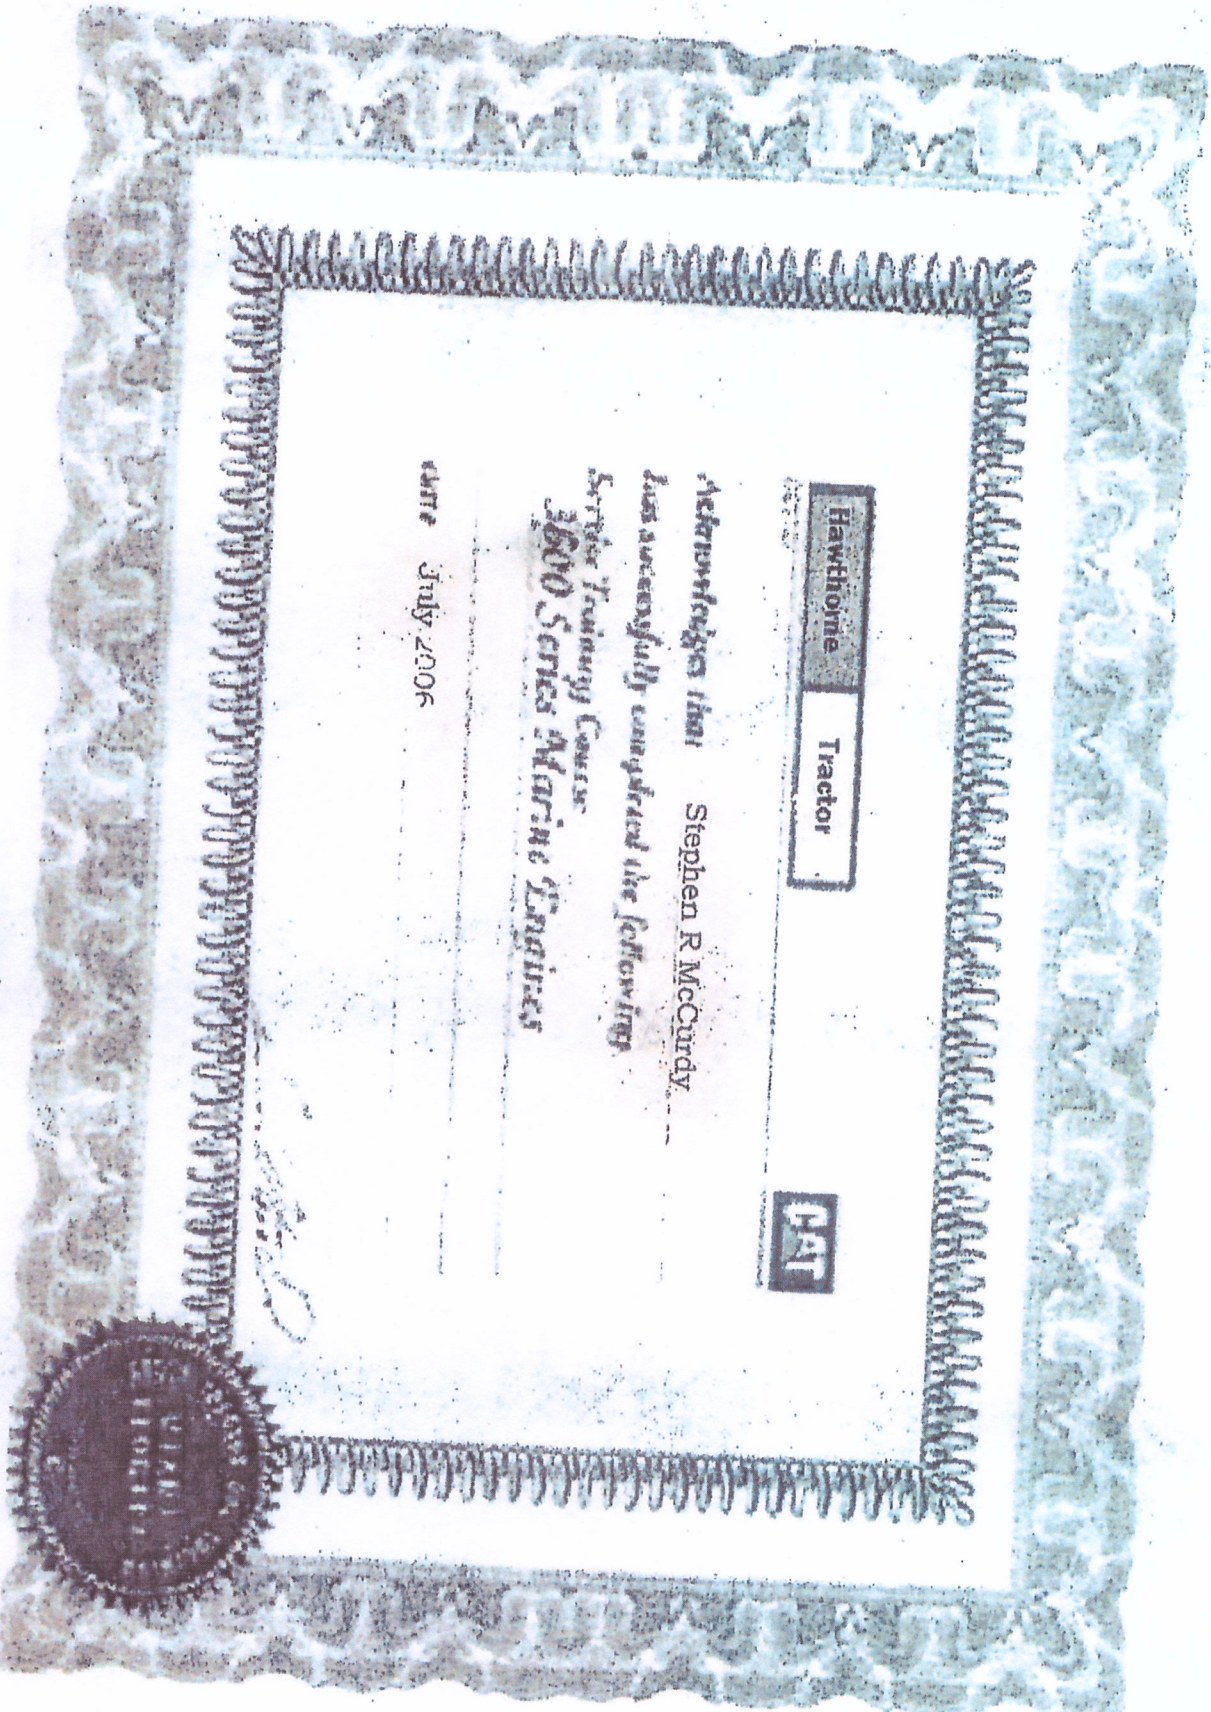 Hawthorne Tractor
CAT
Acknowledges that Stephen R McCurdy
has successfully completed the following
Service Training Course
3600 Series Marine Engines
DATE July 2006